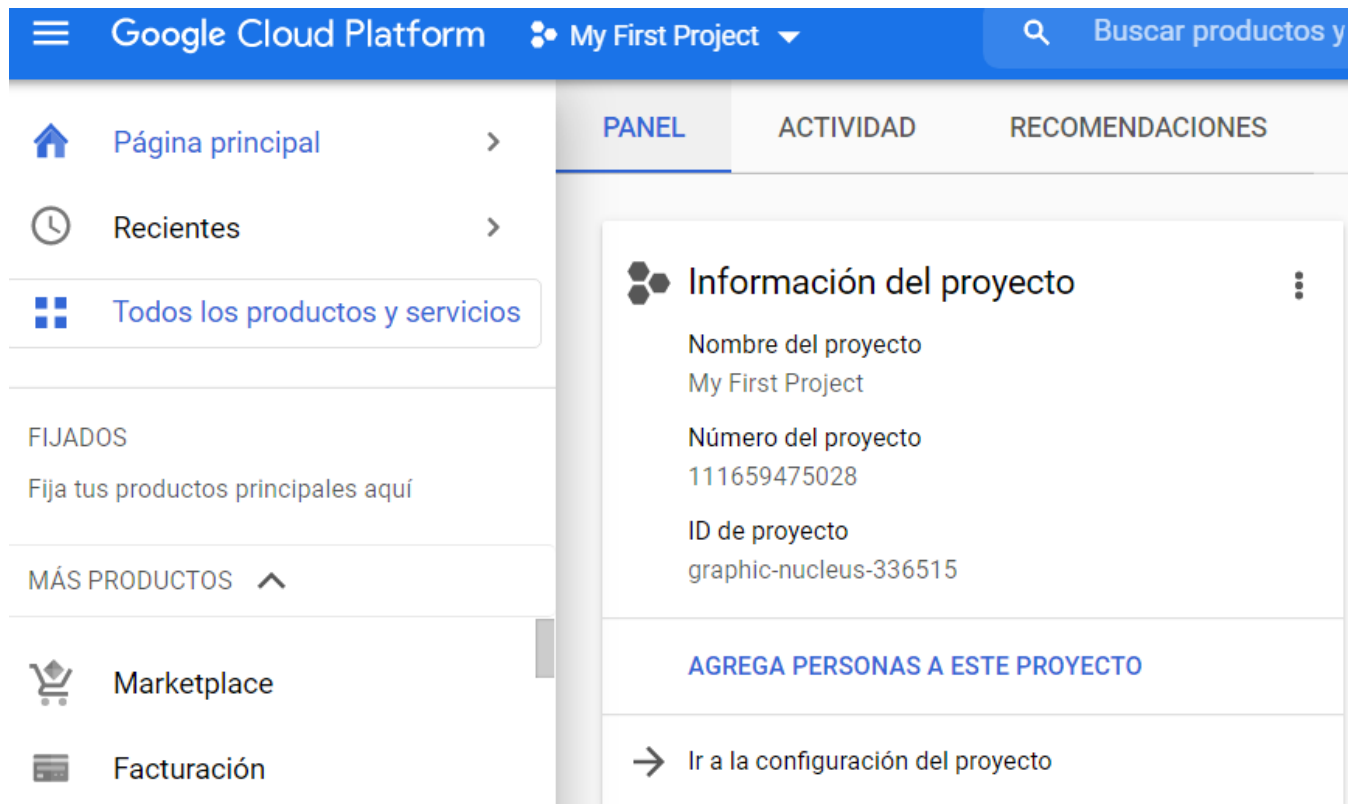 Google Cloud Platform
My First Project
Buscar productos y
Página principal
Recientes
Todos los productos y servicios
FIJADOS
Fija tus productos principales aquí
MÁS PRODUCTOS
Marketplace
Facturación
PANEL
ACTIVIDAD
RECOMENDACIONES
Información del proyecto
Nombre del proyecto
My First Project
Número del proyecto
111659475028
ID de proyecto
graphic-nucleus-336515
AGREGA PERSONAS A ESTE PROYECTO
Ir a la configuración del proyecto